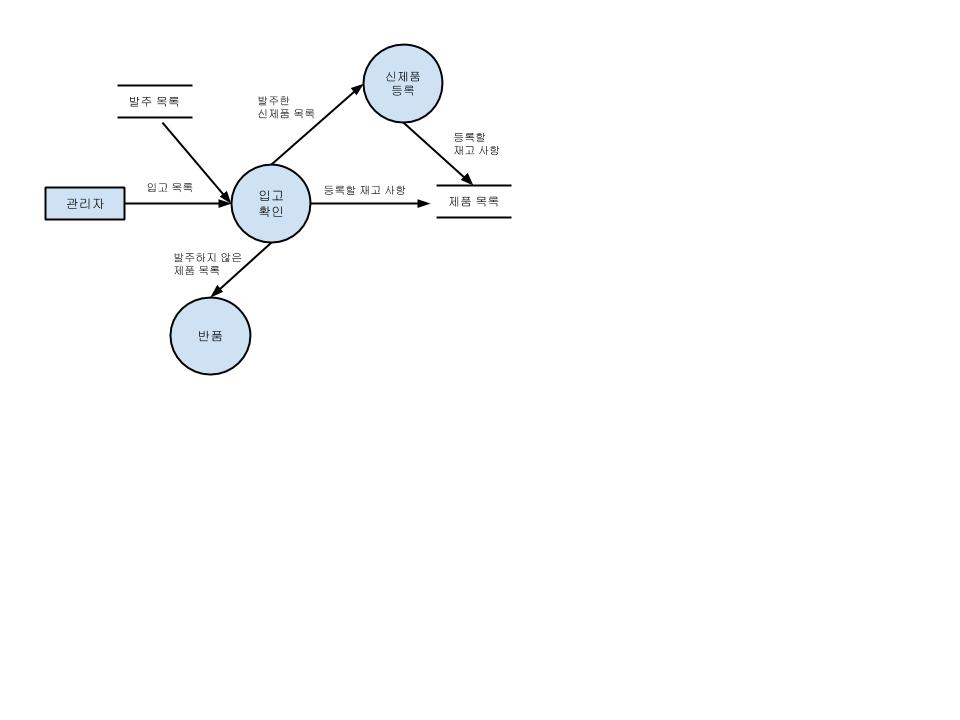 신제품
등록
발주 목록
발주한
신제품 목록
등록할
재고 사항
입고 목록
등록할 재고 사항
관리자
입고
확인
제품 목록
발주하지 않은
제품 목록
반품